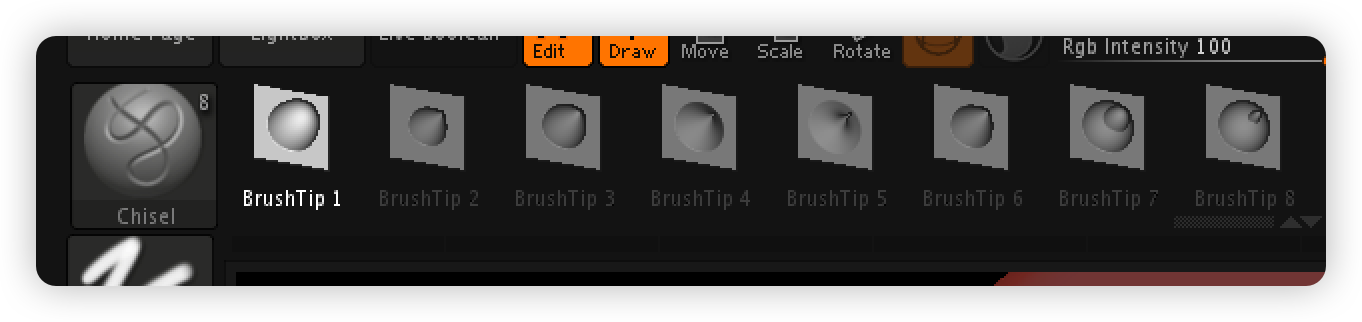 Home Page LightBox Live Boolean Edit Draw Move Scale Rotate Rgb Intensity 100
8
Chisel
BrushTip 1 BrushTip 2 BrushTip 3 BrushTip 4 BrushTip 5 BrushTip 6 BrushTip 7 BrushTip 8